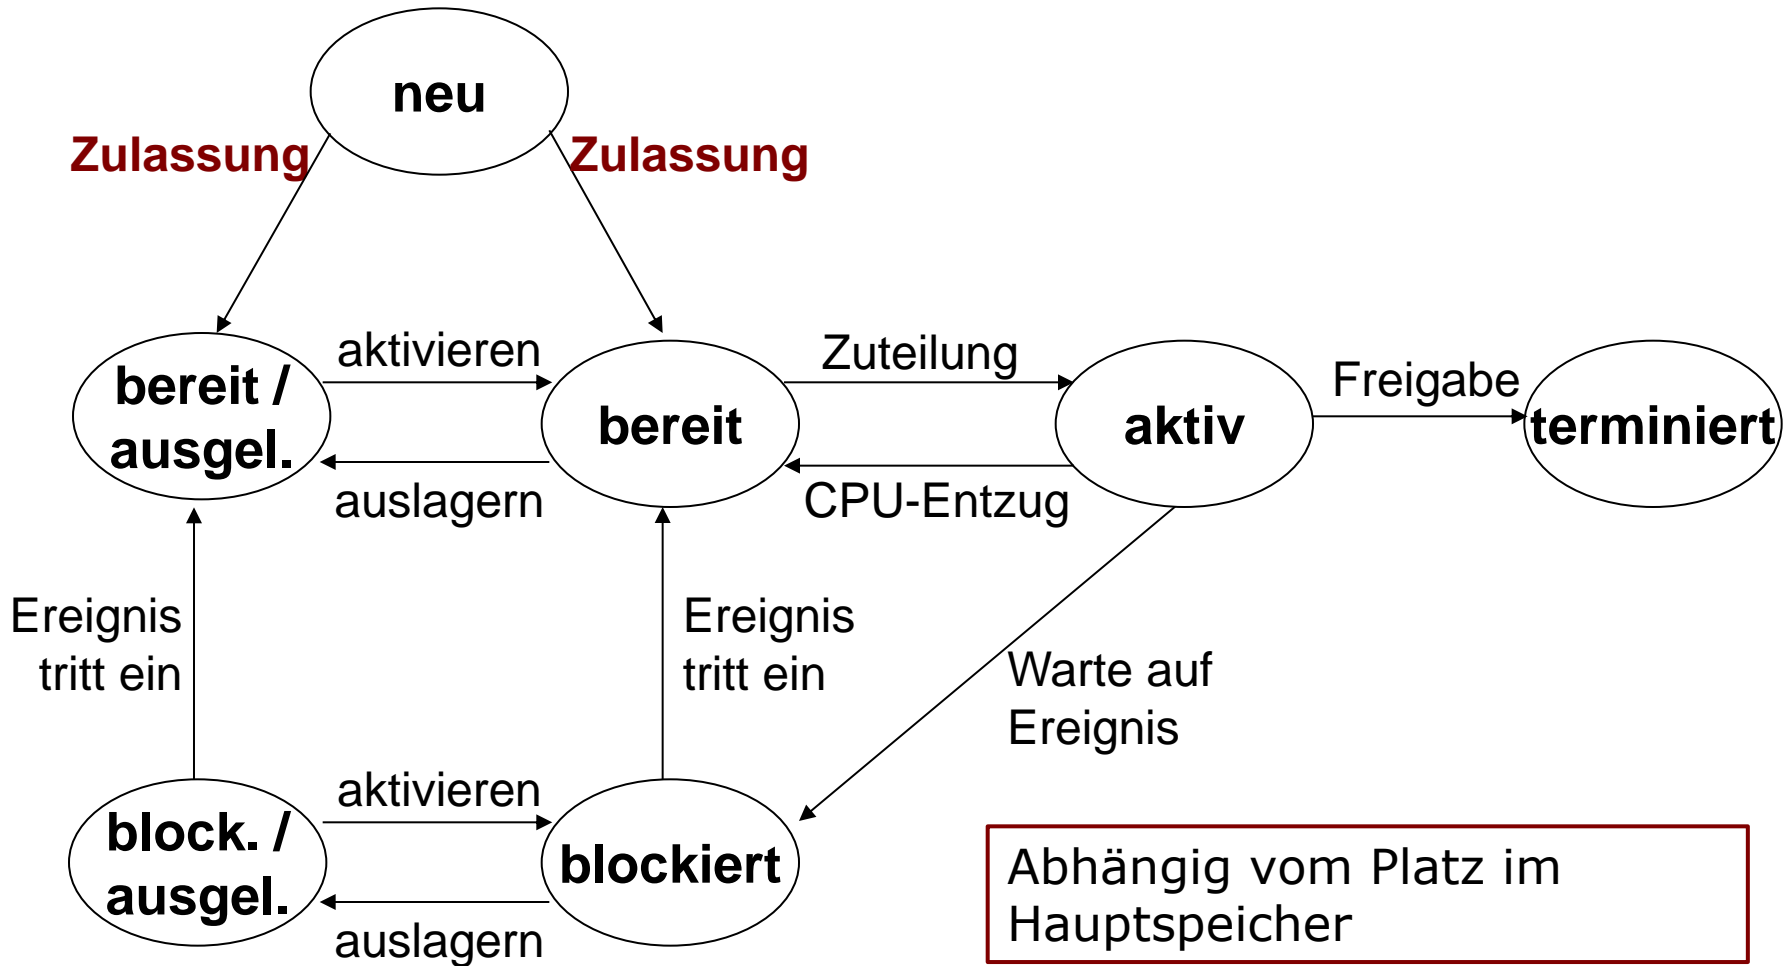 neu
Zulassung
Zulassung
aktivieren
Zuteilung
Freigabe
bereit /
ausgel.
bereit
aktiv
terminiert
auslagern
CPU-Entzug
Ereignis
tritt ein
Ereignis
tritt ein
Warte auf
Ereignis
aktivieren
block. /
ausgel.
blockiert
auslagern
Abhängig vom Platz im
Hauptspeicher